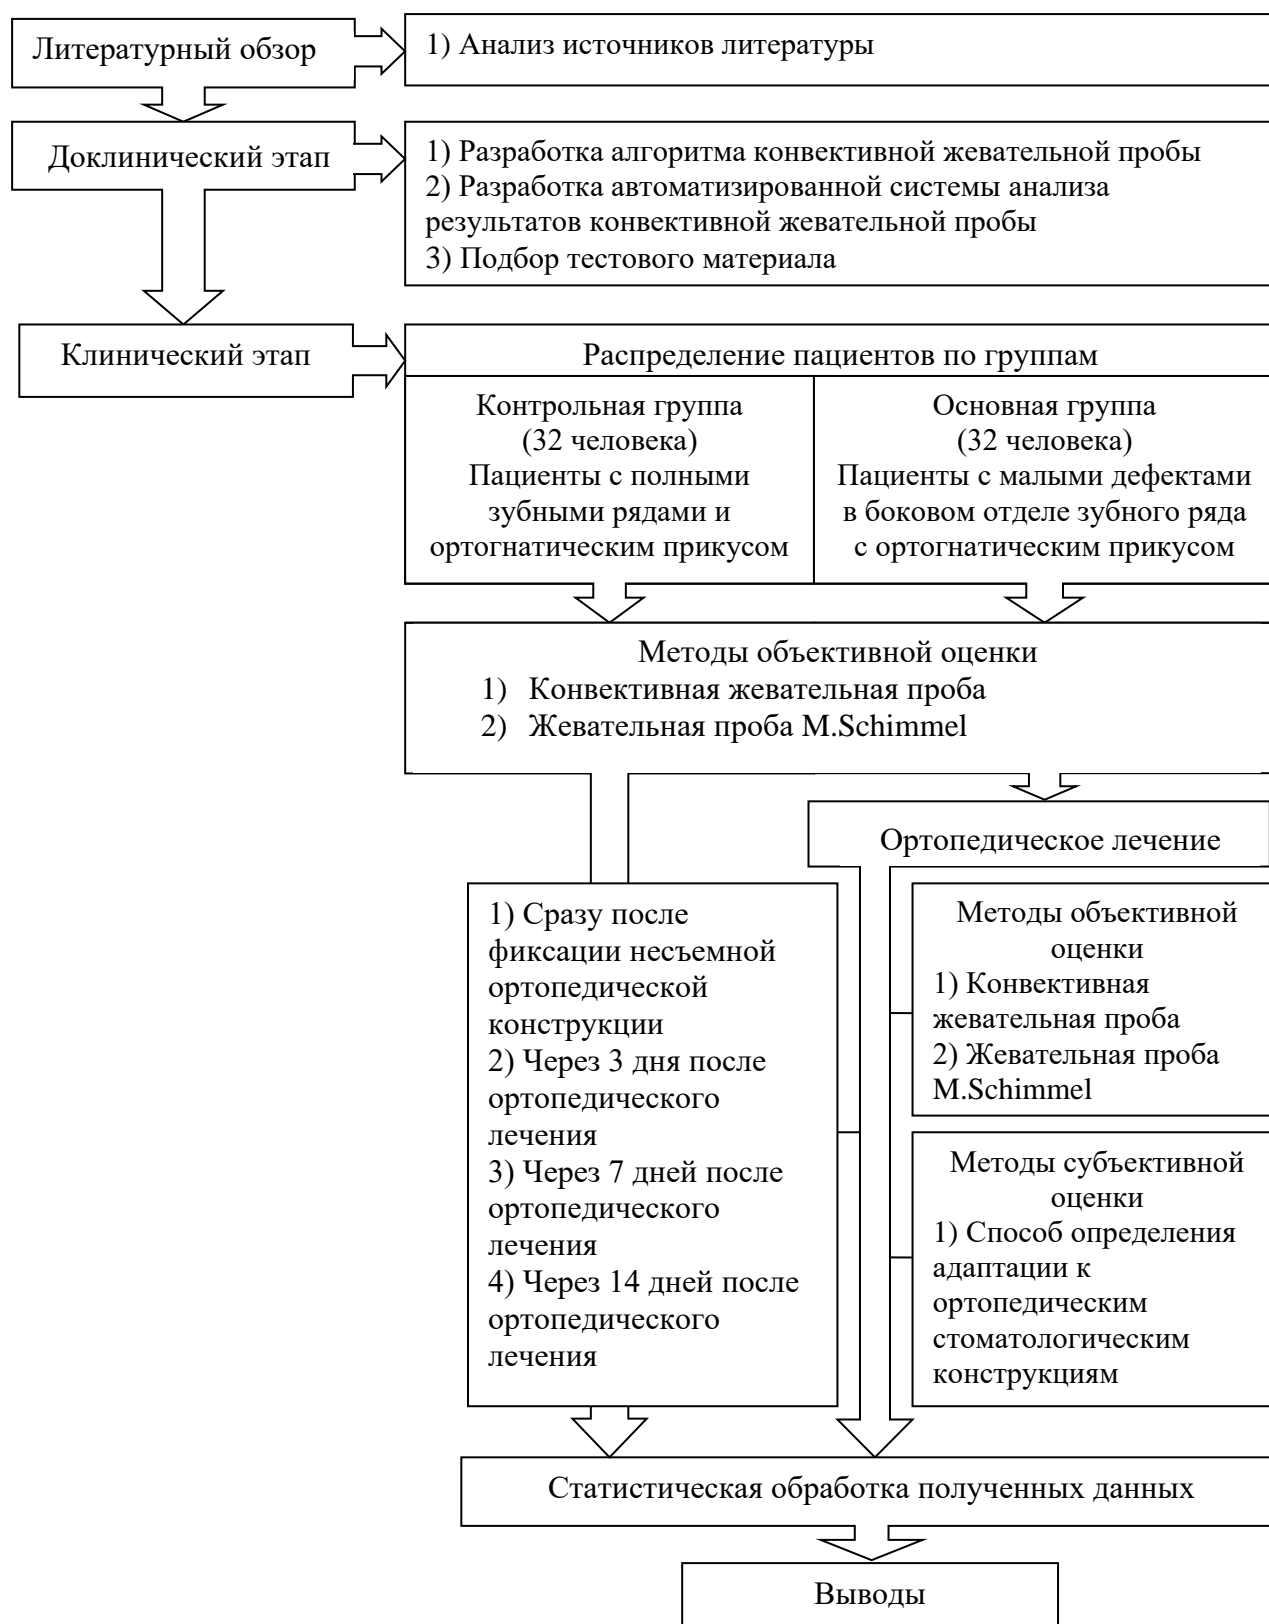 Литературный обзор
1) Анализ источников литературы
Доклинический этап
1) Разработка алгоритма конвективной жевательной пробы
2) Разработка автоматизированной системы анализа
результатов конвективной жевательной пробы
3) Подбор тестового материала
Клинический этап
Распределение пациентов по группам
Контрольная группа
(32 человека)
Пациенты с полными
зубными рядами и
ортогнатическим прикусом
Основная группа
(32 человека)
Пациенты с малыми дефектами
в боковом отделе зубного ряда
с ортогнатическим прикусом
Методы объективной оценки
1) Конвективная жевательная проба
2) Жевательная проба M.Schimmel
Ортопедическое лечение
1) Сразу после
фиксации несъемной
ортопедической
конструкции
2) Через 3 дня после
ортопедического
лечения
3) Через 7 дней после
ортопедического
лечения
4) Через 14 дней после
ортопедического
лечения
Методы объективной
оценки
1) Конвективная
жевательная проба
2) Жевательная проба
M.Schimmel
Методы субъективной
оценки
1) Способ определения
адаптации к
ортопедическим
стоматологическим
конструкциям
Статистическая обработка полученных данных
Выводы